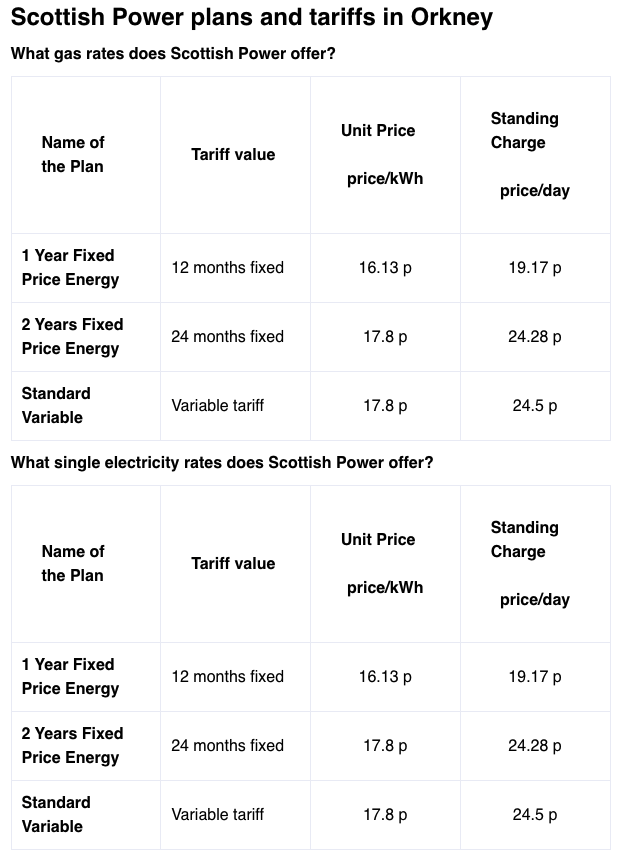 Scottish Power plans and tariffs in Orkney
What gas rates does Scottish Power offer?
Name of
the Plan
Tariff value
Unit Price
price/kWh
Standing
Charge
price/day
1 Year Fixed
Price Energy
12 months fixed
16.13 p
19.17 p
2 Years Fixed
Price Energy
24 months fixed
17.8 p
24.28 p
Standard
Variable
Variable tariff
17.8 p
24.5 p
What single electricity rates does Scottish Power offer?
Name of
the Plan
Tariff value
Unit Price
price/kWh
Standing
Charge
price/day
1 Year Fixed
Price Energy
12 months fixed
16.13 p
19.17 p
2 Years Fixed
Price Energy
24 months fixed
17.8 p
24.28 p
Standard
Variable
Variable tariff
17.8 p
24.5 p